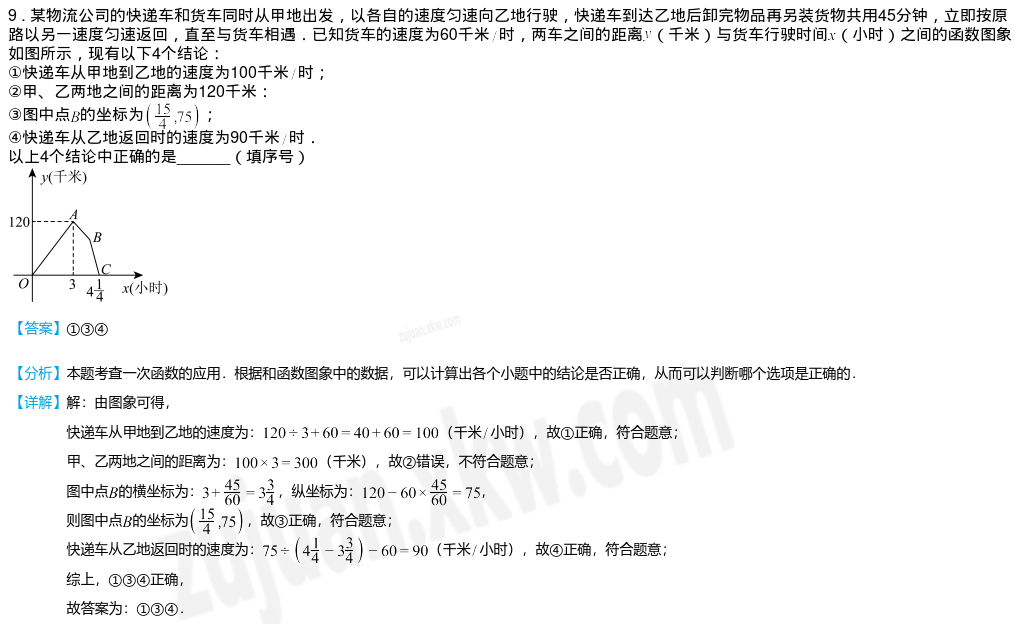 9．某物流公司的快递车和货车同时从甲地出发，以各自的速度匀速向乙地行驶，快递车到达乙地后卸完物品再另装货物共用45分钟，立即按原
路以另一速度匀速返回，直至与货车相遇．已知货车的速度为60千米/时，两车之间的距离y（千米）与货车行驶时间x（小时）之间的函数图象
如图所示，现有以下4个结论：
①快递车从甲地到乙地的速度为100千米/时；
②甲、乙两地之间的距离为120千米：
③图中点B的坐标为(15/4,75)；
④快递车从乙地返回时的速度为90千米/时．
以上4个结论中正确的是______（填序号）
y(千米)
A
120
B
C
O 3 4 1/4 x(小时)
【答案】①③④
zujuan.xkw.com
【分析】本题考查一次函数的应用．根据和函数图象中的数据，可以计算出各个小题中的结论是否正确，从而可以判断哪个选项是正确的．
【详解】解：由图象可得，
快递车从甲地到乙地的速度为：120÷3+60=40+60=100（千米/小时），故①正确，符合题意；
甲、乙两地之间的距离为：100×3=300（千米），故②错误，不符合题意；
图中点B的横坐标为：3+45/60=3 3/4，纵坐标为：120−60×45/60=75，
则图中点B的坐标为(15/4,75)，故③正确，符合题意；
快递车从乙地返回时的速度为：75÷(4 1/4−3 3/4)−60=90（千米/小时），故④正确，符合题意；
综上，①③④正确，
故答案为：①③④．
zujuan.xkw.com